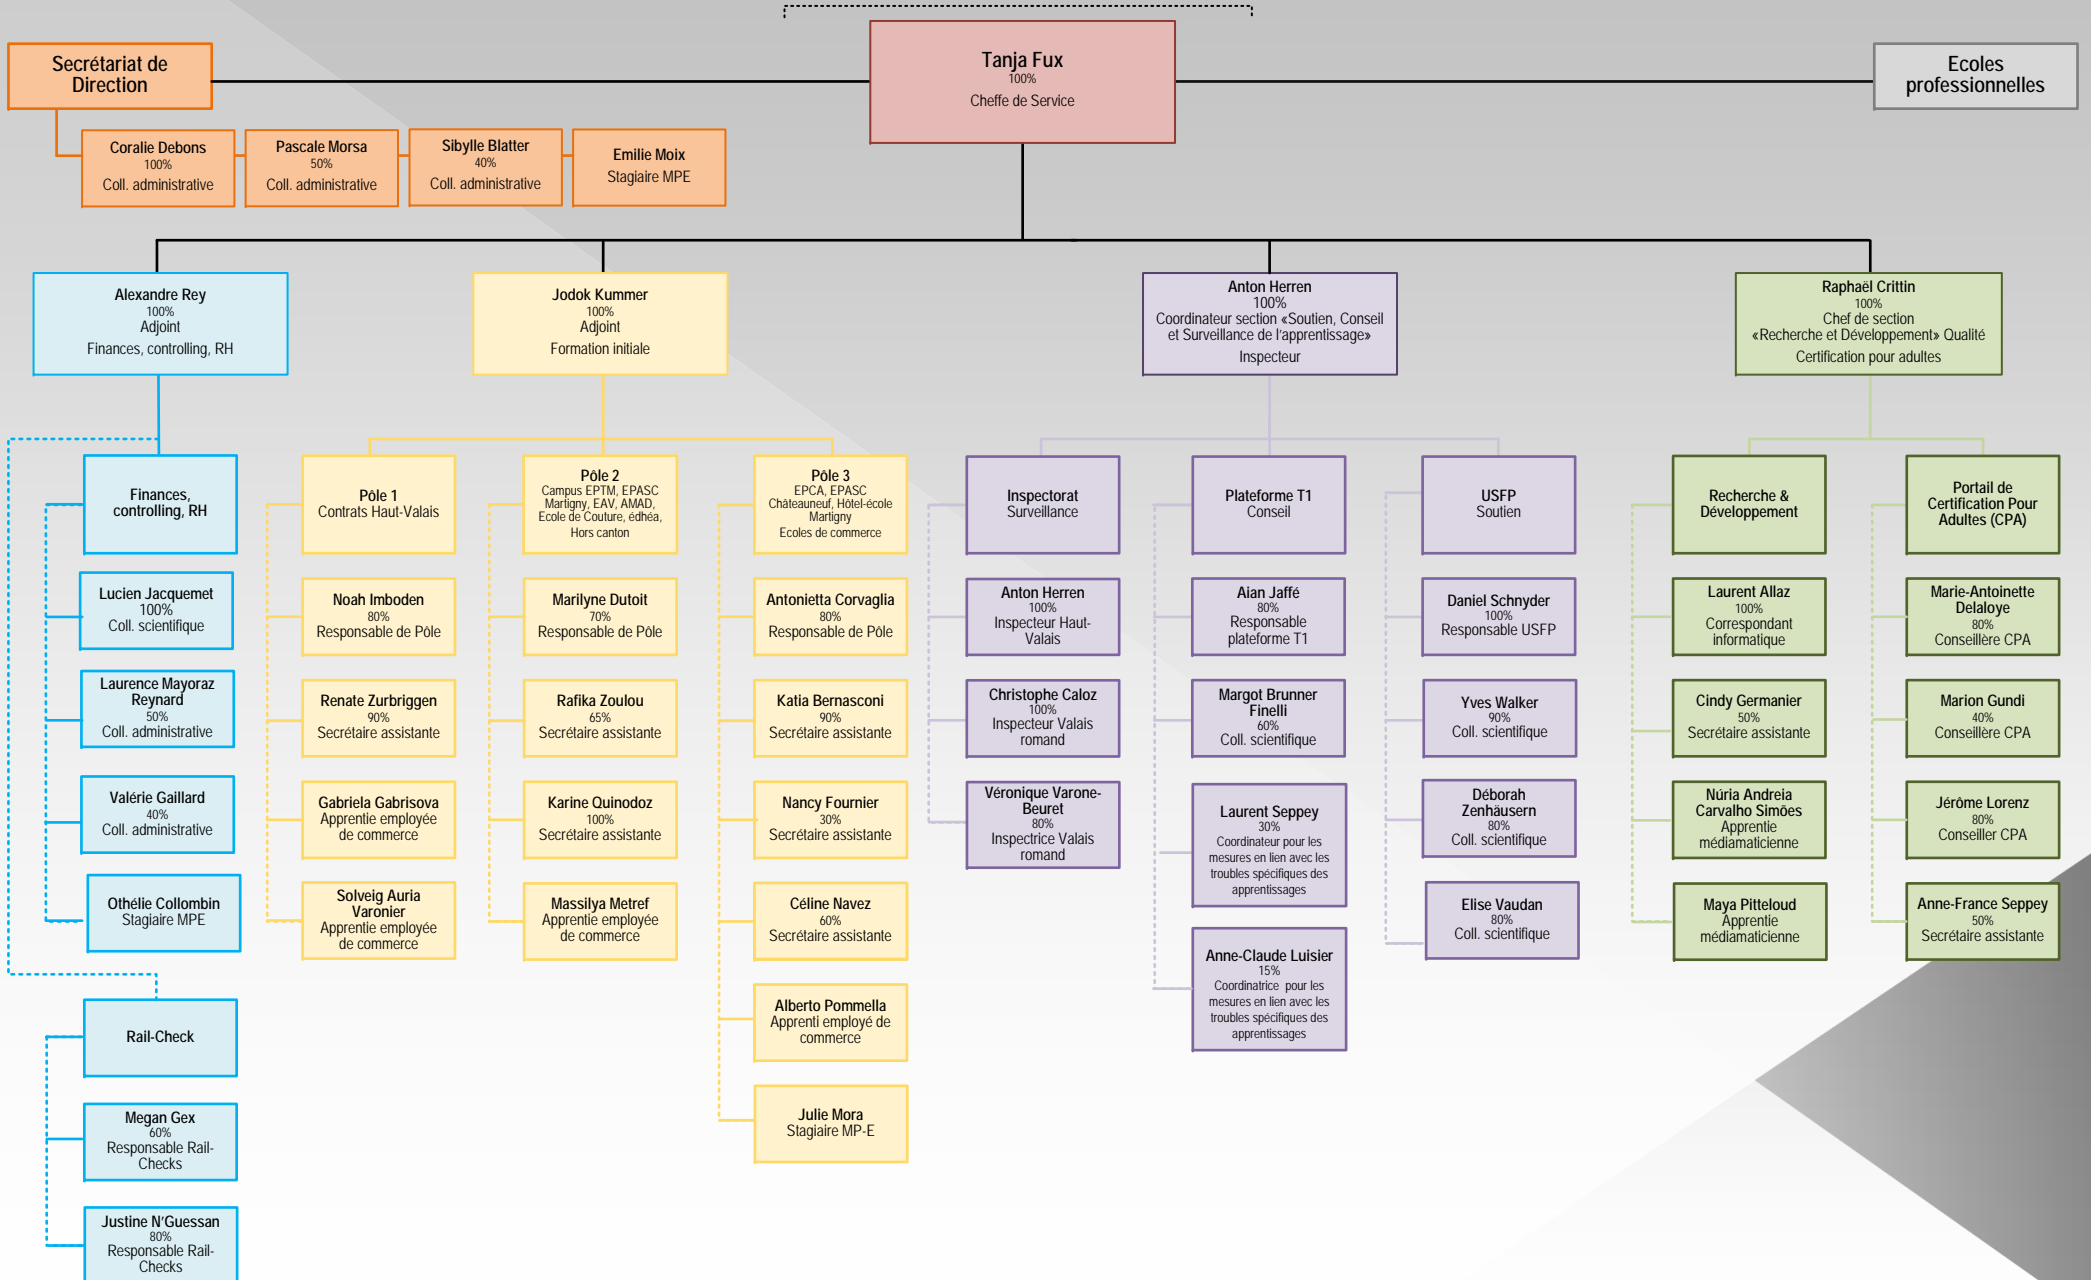 Secrétariat de
Direction
Tanja Fux
100%
Cheffe de Service
Ecoles
professionnelles
Coralie Debons
100%
Coll. administrative
Pascale Morsa
50%
Coll. administrative
Sibylle Blatter
40%
Coll. administrative
Emilie Moix
Stagiaire MPE
Alexandre Rey
100%
Adjoint
Finances, controlling, RH
Jodok Kummer
100%
Adjoint
Formation initiale
Anton Herren
100%
Coordinateur section «Soutien, Conseil
et Surveillance de l'apprentissage»
Inspecteur
Raphaël Crittin
100%
Chef de section
«Recherche et Développement» Qualité
Certification pour adultes
Finances,
controlling, RH
Lucien Jacquemet
100%
Coll. scientifique
Laurence Mayoraz
Reynard
50%
Coll. administrative
Valérie Gaillard
40%
Coll. administrative
Othélie Collombin
Stagiaire MPE
Rail-Check
Megan Gex
60%
Responsable Rail-
Checks
Justine N'Guessan
80%
Responsable Rail-
Checks
Pôle 1
Contrats Haut-Valais
Noah Imboden
80%
Responsable de Pôle
Renate Zurbriggen
90%
Secrétaire assistante
Gabriela Gabrisova
Apprentie employée
de commerce
Solveig Auria
Varonier
Apprentie employée
de commerce
Pôle 2
Campus EPTM, EPASC
Martigny, EAV, AMAD,
Ecole de Couture, édhéa,
Hors canton
Marilyne Dutoit
70%
Responsable de Pôle
Rafika Zoulou
65%
Secrétaire assistante
Karine Quinodoz
100%
Secrétaire assistante
Massilya Metref
Apprentie employée
de commerce
Pôle 3
EPCA, EPASC
Châteauneuf, Hôtel-école
Martigny
Ecoles de commerce
Antonietta Corvaglia
80%
Responsable de Pôle
Katia Bernasconi
90%
Secrétaire assistante
Nancy Fournier
30%
Secrétaire assistante
Céline Navez
60%
Secrétaire assistante
Alberto Pommella
Apprenti employé de
commerce
Julie Mora
Stagiaire MP-E
Inspectorat
Surveillance
Anton Herren
100%
Inspecteur Haut-
Valais
Christophe Caloz
100%
Inspecteur Valais
romand
Véronique Varone-
Beuret
80%
Inspectrice Valais
romand
Plateforme T1
Conseil
Aian Jaffé
80%
Responsable
plateforme T1
Margot Brunner
Finelli
60%
Coll. scientifique
Laurent Seppey
30%
Coordinateur pour les
mesures en lien avec les
troubles spécifiques des
apprentissages
Anne-Claude Luisier
15%
Coordinatrice pour les
mesures en lien avec les
troubles spécifiques des
apprentissages
USFP
Soutien
Daniel Schnyder
100%
Responsable USFP
Yves Walker
90%
Coll. scientifique
Déborah
Zenhäusern
80%
Coll. scientifique
Elise Vaudan
80%
Coll. scientifique
Recherche &
Développement
Laurent Allaz
100%
Correspondant
informatique
Cindy Germanier
50%
Secrétaire assistante
Núria Andreia
Carvalho Simões
Apprentie
médiamaticienne
Maya Pitteloud
Apprentie
médiamaticienne
Portail de
Certification Pour
Adultes (CPA)
Marie-Antoinette
Delaloye
80%
Conseillère CPA
Marion Gundi
40%
Conseillère CPA
Jérôme Lorenz
80%
Conseiller CPA
Anne-France Seppey
50%
Secrétaire assistante